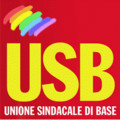 USB
UNIONE SINDACALE DI BASE